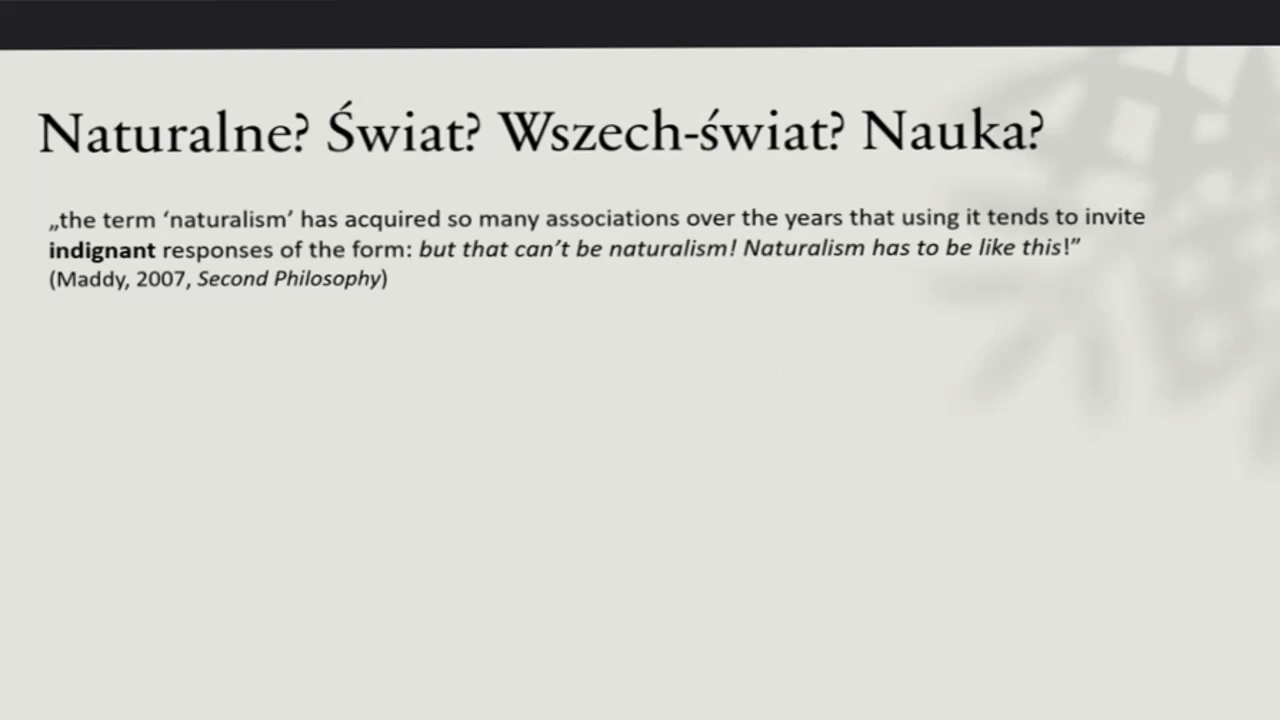 Naturalne? Świat? Wszech-świat? Nauka?
„the term ‘naturalism’ has acquired so many associations over the years that using it tends to invite
indignant responses of the form: but that can’t be naturalism! Naturalism has to be like this!”
(Maddy, 2007, Second Philosophy)